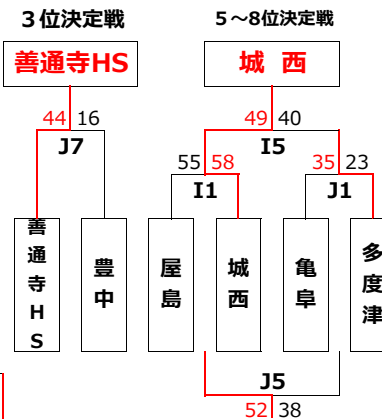 ３位決定戦
5～8位決定戦
善通寺HS
城 西
44 16
49 40
J7
I5
55 58
35 23
I1
J1
善通寺HS
豊中
屋島
城西
亀阜
多度津
J5
52 38